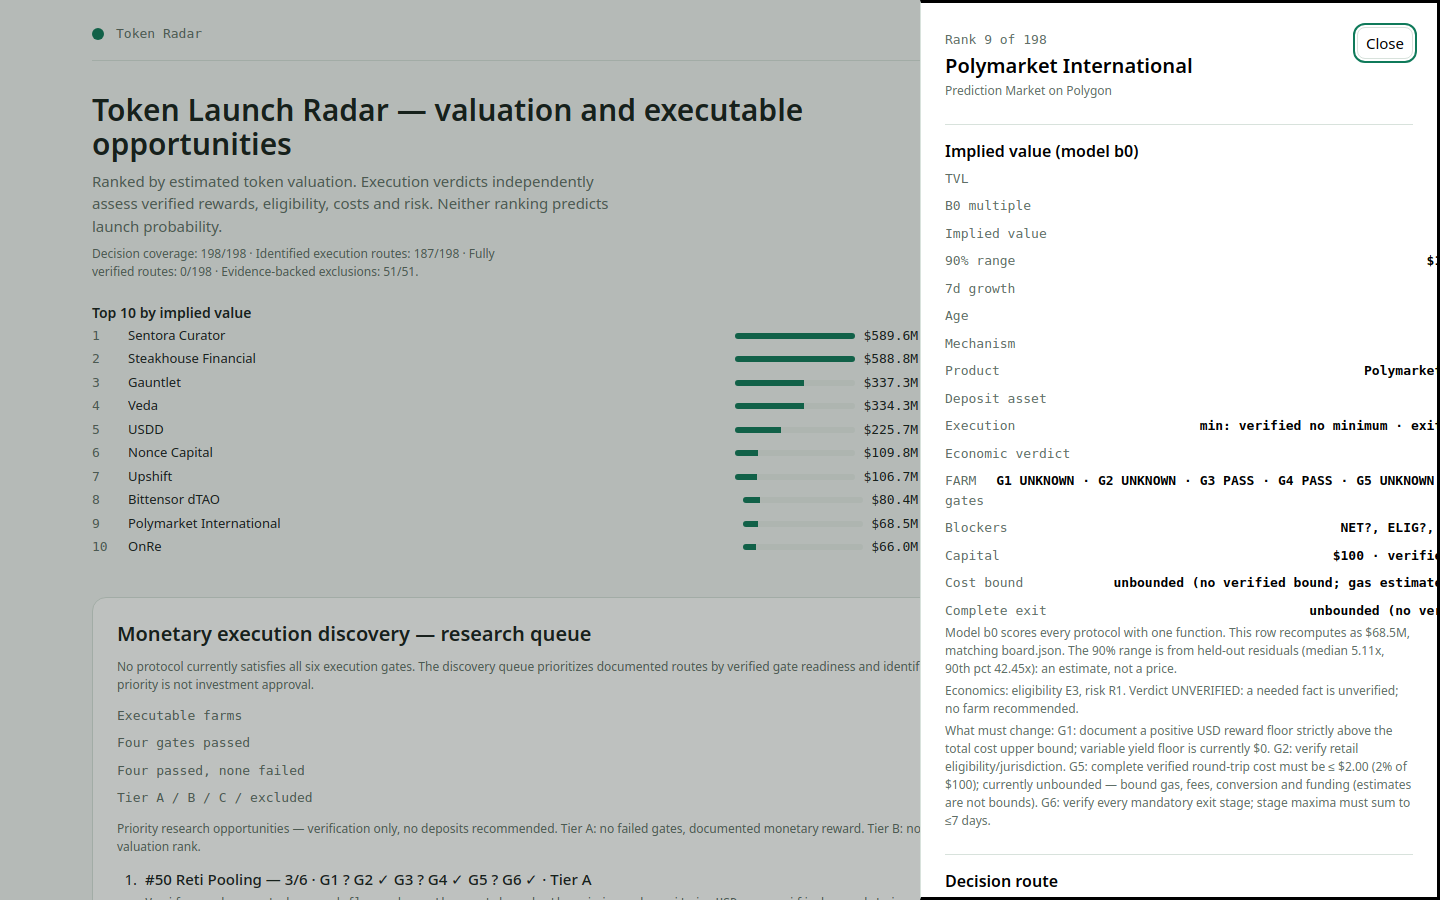 Token Radar
Token Launch Radar — valuation and executable
opportunities
Ranked by estimated token valuation. Execution verdicts independently
assess verified rewards, eligibility, costs and risk. Neither ranking predicts
launch probability.
Decision coverage: 198/198 · Identified execution routes: 187/198 · Fully
verified routes: 0/198 · Evidence-backed exclusions: 51/51.
Top 10 by implied value
1 Sentora Curator $589.6M
2 Steakhouse Financial $588.8M
3 Gauntlet $337.3M
4 Veda $334.3M
5 USDD $225.7M
6 Nonce Capital $109.8M
7 Upshift $106.7M
8 Bittensor dTAO $80.4M
9 Polymarket International $68.5M
10 OnRe $66.0M
Monetary execution discovery — research queue
No protocol currently satisfies all six execution gates. The discovery queue prioritizes documented routes by verified gate readiness and
priority is not investment approval.
Executable farms
Four gates passed
Four passed, none failed
Tier A / B / C / excluded
Priority research opportunities — verification only, no deposits recommended. Tier A: no failed gates, documented monetary reward. Tier B: no
valuation rank.
1. #50 Reti Pooling — 3/6 · G1 ? G2 ✓ G3 ? G4 ✓ G5 ? G6 ✓ · Tier A
Rank 9 of 198
Close
Polymarket International
Prediction Market on Polygon
Implied value (model b0)
TVL
B0 multiple
Implied value
90% range
7d growth
Age
Mechanism
Product Polymarket
Deposit asset
Execution min: verified no minimum · exit
Economic verdict
FARM G1 UNKNOWN · G2 UNKNOWN · G3 PASS · G4 PASS · G5 UNKNOWN
gates
Blockers NET?, ELIG?,
Capital $100 ·
Cost bound unbounded (no verified bound; gas estimate
Complete exit unbounded (no
Model b0 scores every protocol with one function. This row recomputes as $68.5M,
matching board.json. The 90% range is from held-out residuals (median 5.11x,
90th pct 42.45x): an estimate, not a price.
Economics: eligibility E3, risk R1. Verdict UNVERIFIED: a needed fact is unverified;
no farm recommended.
What must change: G1: document a positive USD reward floor strictly above the
total cost upper bound; variable yield floor is currently $0. G2: verify retail
eligibility/jurisdiction. G5: complete verified round-trip cost must be ≤ $2.00 (2% of
$100); currently unbounded — bound gas, fees, conversion and funding (estimates
are not bounds). G6: verify every mandatory exit stage; stage maxima must sum to
≤7 days.
Decision route